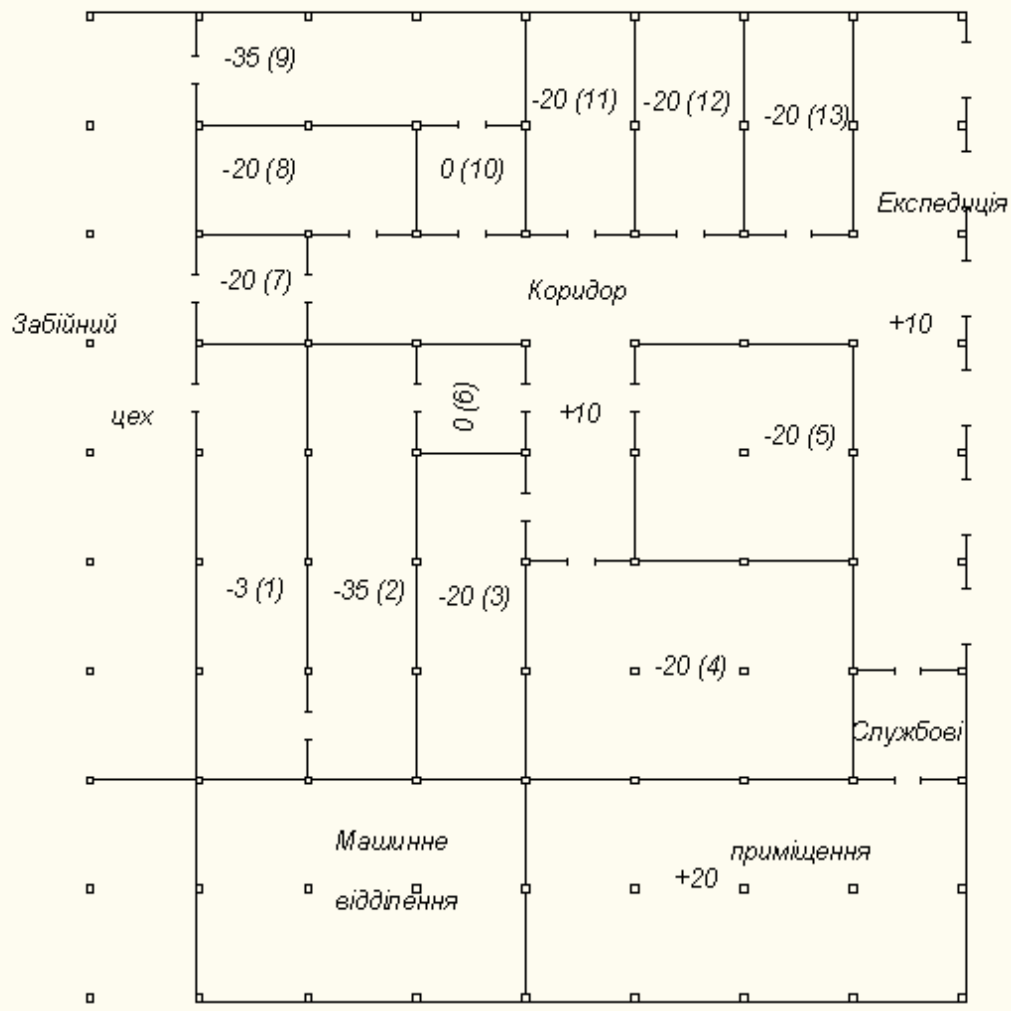 -35 (9)
-20 (11)
-20 (12)
-20 (13)
-20 (8)
0 (10)
Експедиція
-20 (7)
Коридор
Забійний
+10
0 (6)
цех
+10
-20 (5)
-3 (1)
-35 (2)
-20 (3)
-20 (4)
Службові
Машинне
приміщення
+20
відділення